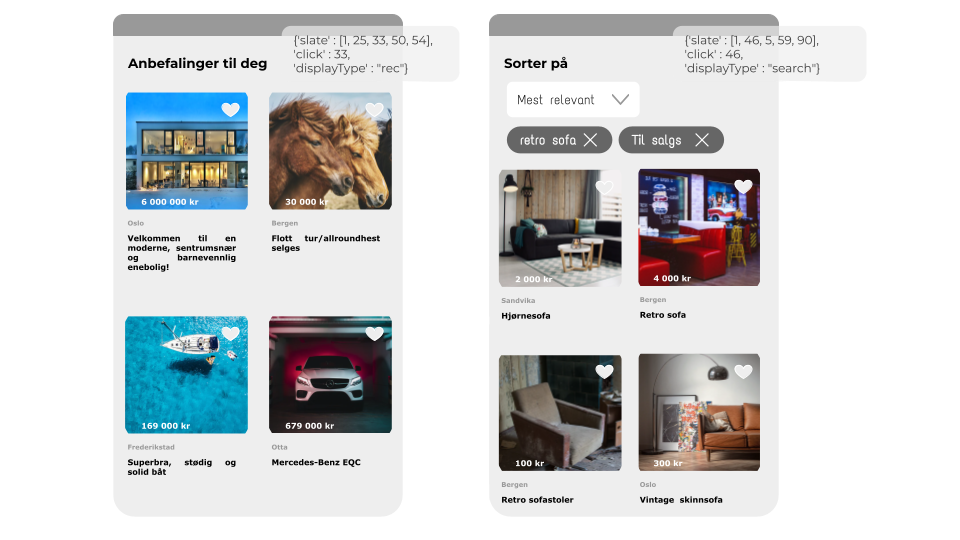 {'slate' : [1, 25, 33, 50, 54],
'click' : 33,
'displayType' : "rec"}
Anbefalinger til deg
6 000 000 kr
30 000 kr
Oslo
Velkommen til en
moderne, sentrumsnær
og barnevennlig
enebolig!
Bergen
Flott tur/allroundhest
selges
169 000 kr
679 000 kr
Frederikstad
Superbra, stødig og
solid båt
Otta
Mercedes-Benz EQC
{'slate' : [1, 46, 5, 59, 90],
'click' : 46,
'displayType' : "search"}
Sorter på
Mest relevant
retro sofa
Til salgs
2 000 kr
4 000 kr
Sandvika
Hjørnesofa
Bergen
Retro sofa
100 kr
300 kr
Bergen
Retro sofastoler
Oslo
Vintage skinnsofa